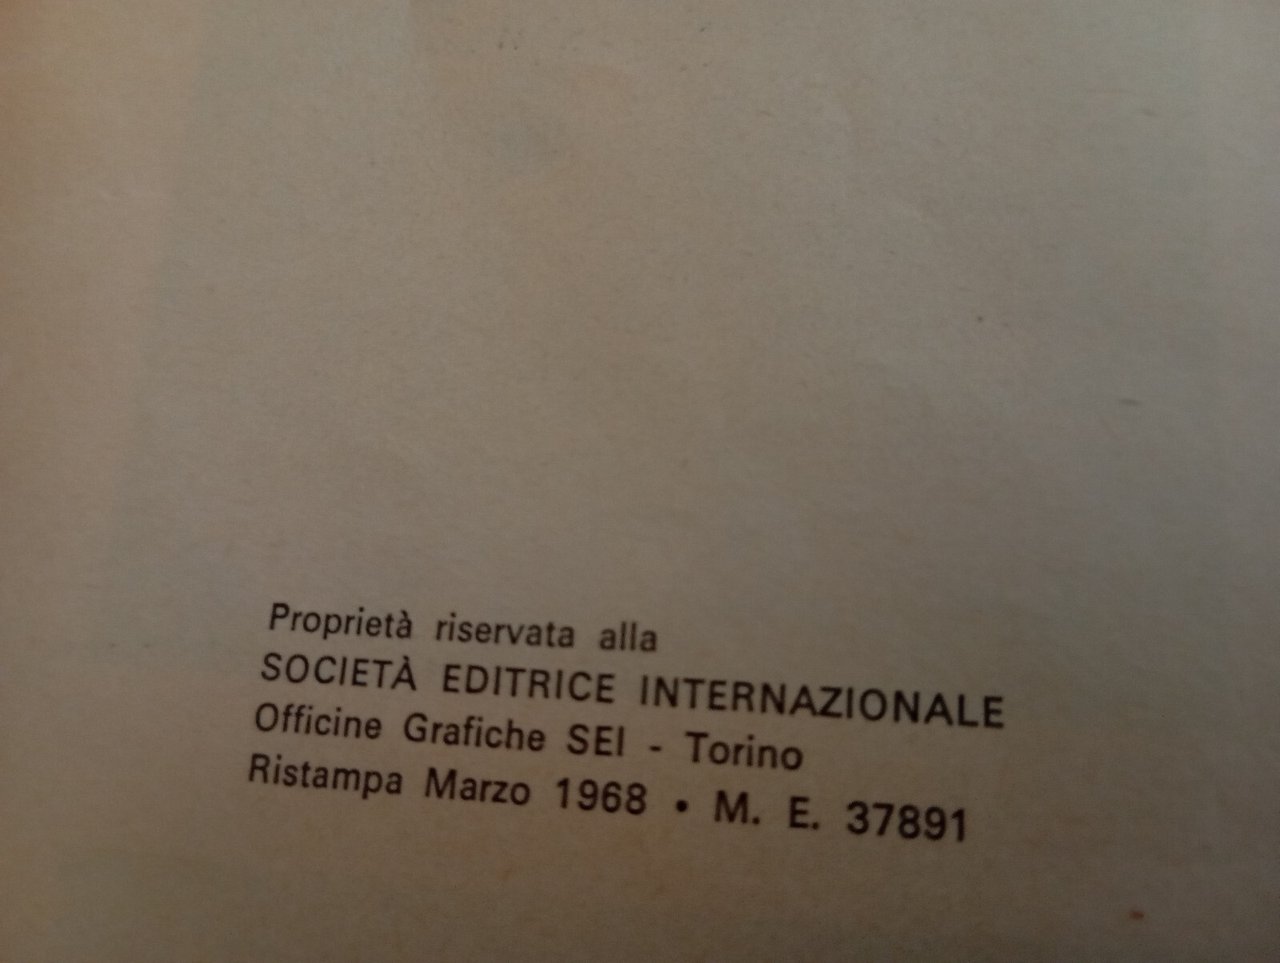 Proprietà riservata alla
SOCIETÀ EDITRICE INTERNAZIONALE
Officine Grafiche SEI - Torino
Ristampa Marzo 1968 • M. E. 37891